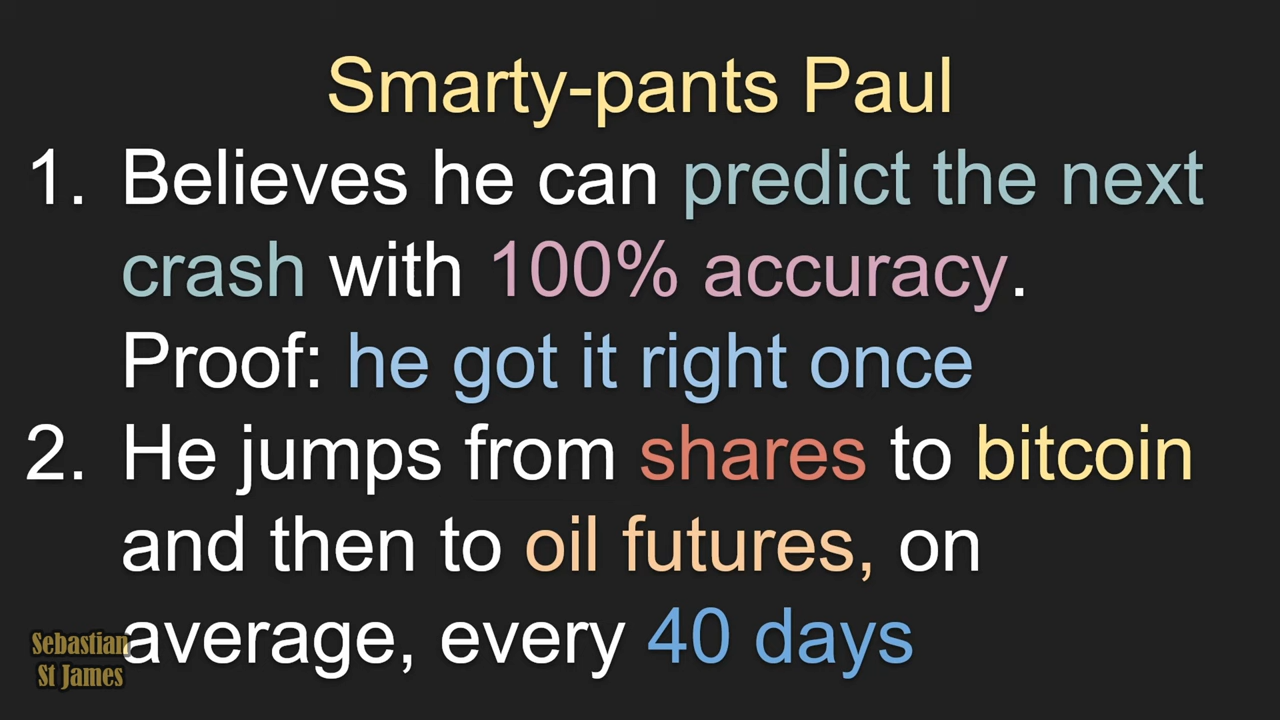 Smarty-pants Paul
1. Believes he can predict the next
crash with 100% accuracy.
Proof: he got it right once
2. He jumps from shares to bitcoin
and then to oil futures, on
average, every 40 days
Sebastian
St James